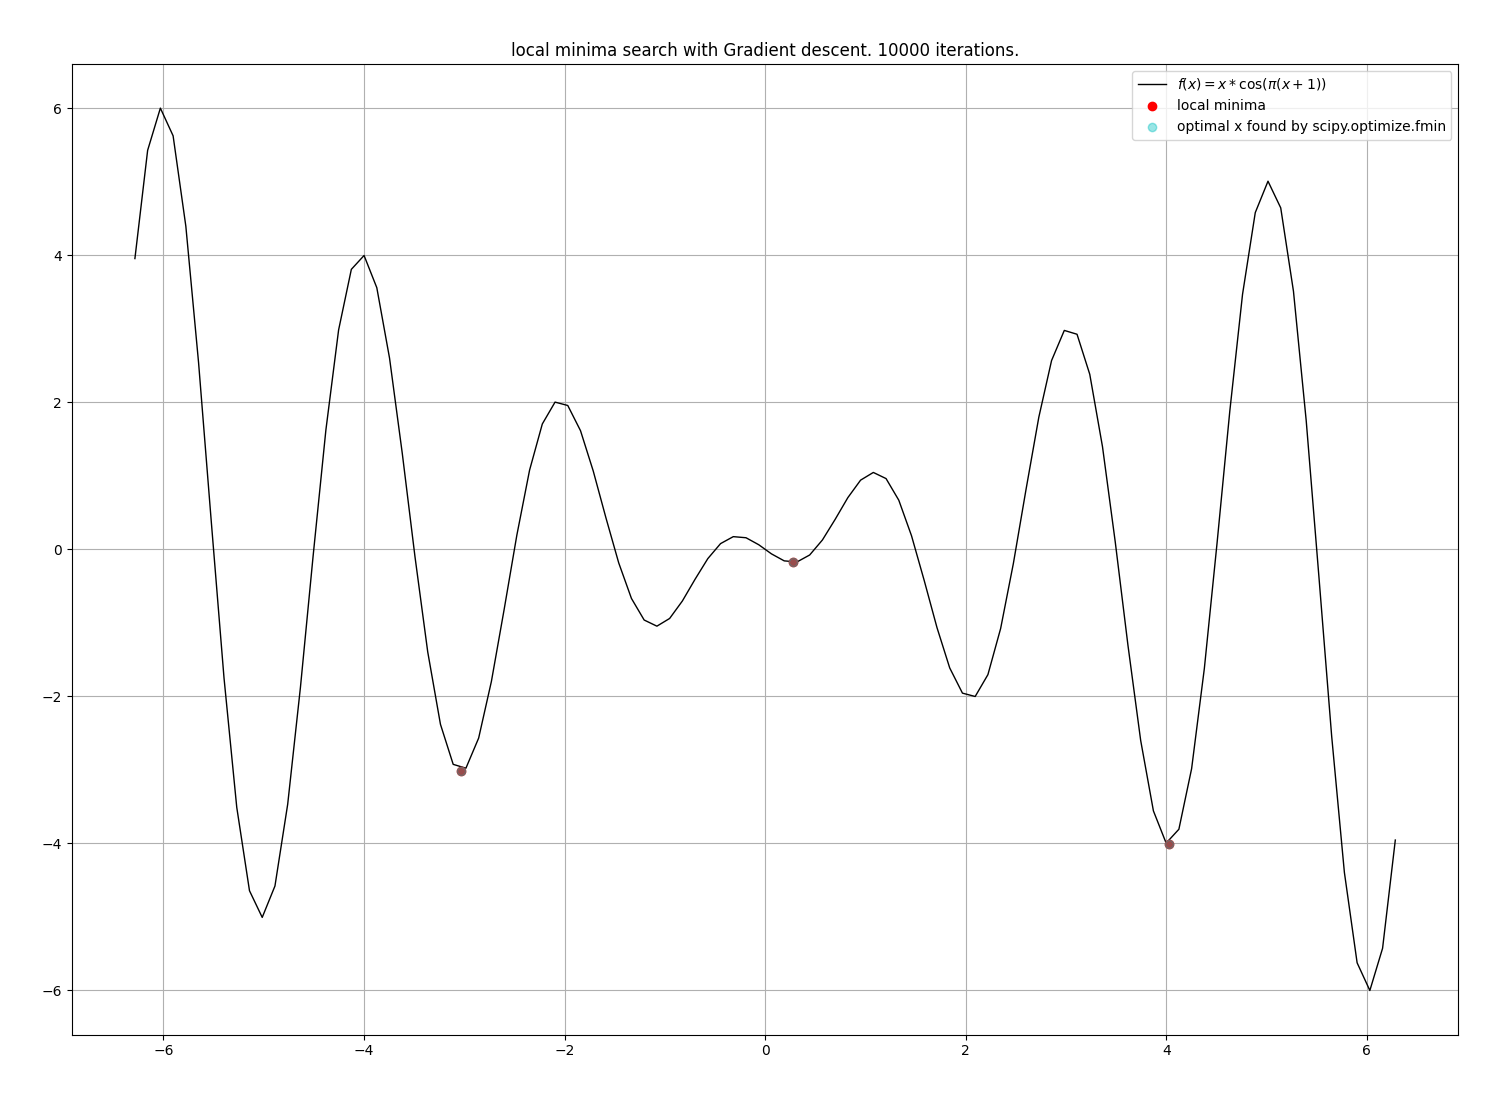 local minima search with Gradient descent. 10000 iterations.
f(x) = x * cos(π(x + 1))
local minima
optimal x found by scipy.optimize.fmin
6
4
2
0
−2
−4
−6
−6 −4 −2 0 2 4 6